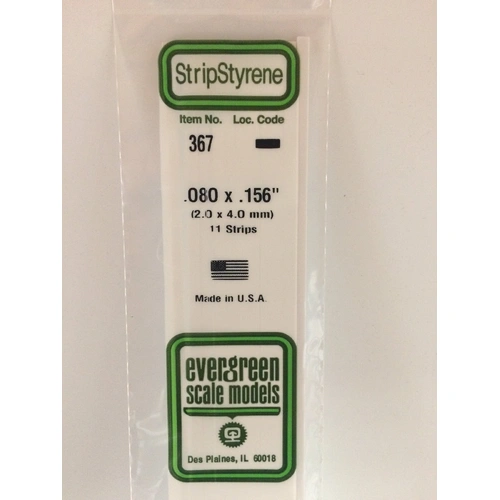 StripStyrene
Item No. Loc. Code
367
.080 x .156"
(2.0 x 4.0 mm)
11 Strips
Made in U.S.A.
evergreen
scale models
Des Plaines, IL 60018